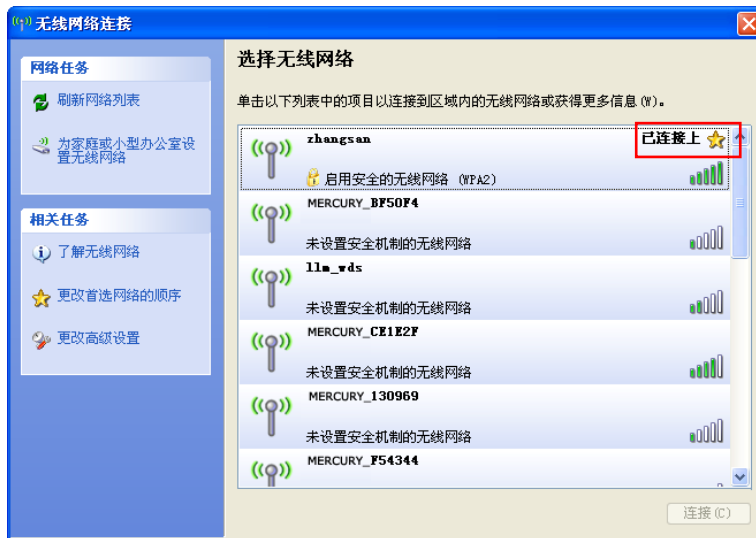 无线网络连接
网络任务
刷新网络列表
为家庭或小型办公室设
置无线网络
相关任务
了解无线网络
更改首选网络的顺序
更改高级设置
选择无线网络
单击以下列表中的项目以连接到区域内的无线网络或获得更多信息(W)。
zhangsan 已连接上
启用安全的无线网络 (WPA2)
MERCURY_BF50F4
未设置安全机制的无线网络
llm_wds
未设置安全机制的无线网络
MERCURY_CE1E2F
未设置安全机制的无线网络
MERCURY_130969
未设置安全机制的无线网络
MERCURY_F54344
连接(C)